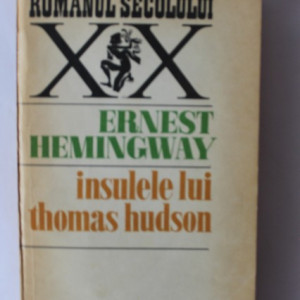 ROMANUL SECOLULUI
XX
ERNEST
HEMINGWAY
insulele lui
thomas hudson